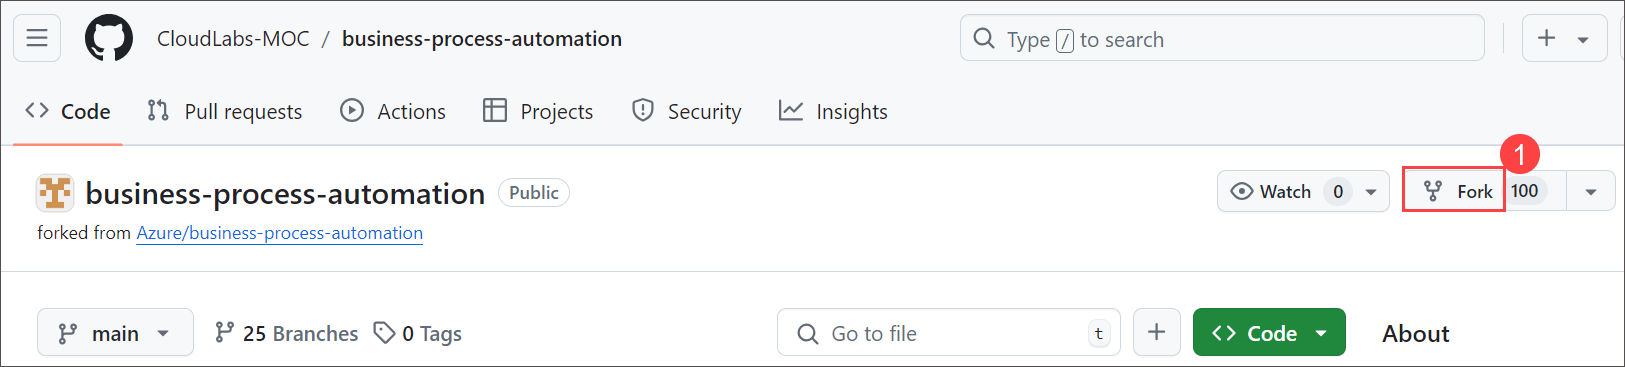 CloudLabs-MOC / business-process-automation
Type / to search
Code
Pull requests
Actions
Projects
Security
Insights
1
business-process-automation
Public
Watch 0
Fork 100
forked from Azure/business-process-automation
main
25 Branches
0 Tags
Go to file
t
Code
About